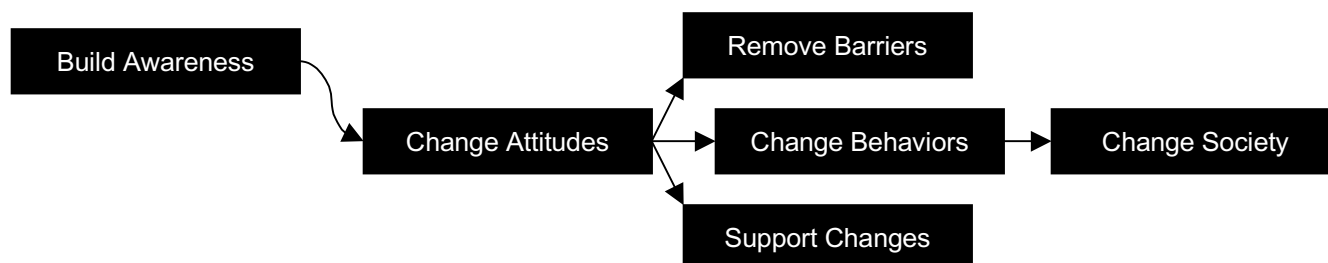 Build Awareness
Change Attitudes
Remove Barriers
Change Behaviors
Support Changes
Change Society